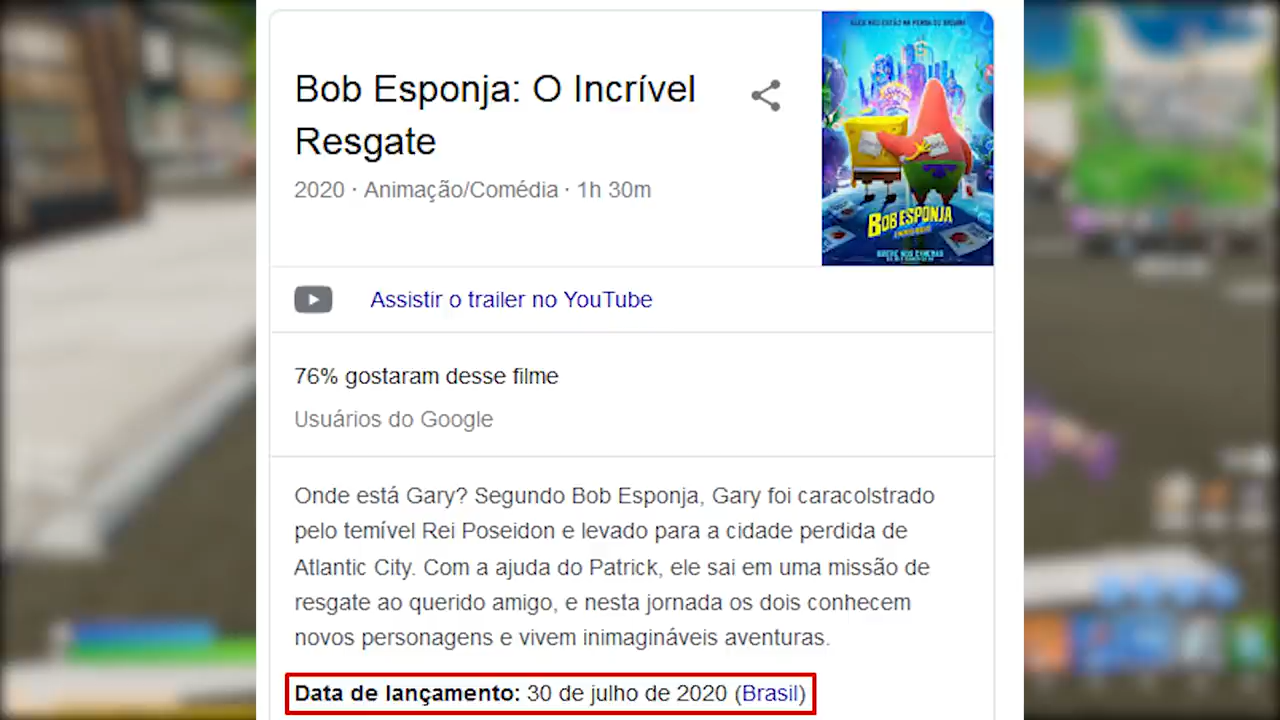 Bob Esponja: O Incrível
Resgate
2020 · Animação/Comédia · 1h 30m
BOB ESPONJA
Assistir o trailer no YouTube
76% gostaram desse filme
Usuários do Google
Onde está Gary? Segundo Bob Esponja, Gary foi caracolstrado
pelo temível Rei Poseidon e levado para a cidade perdida de
Atlantic City. Com a ajuda do Patrick, ele sai em uma missão de
resgate ao querido amigo, e nesta jornada os dois conhecem
novos personagens e vivem inimagináveis aventuras.
Data de lançamento: 30 de julho de 2020 (Brasil)